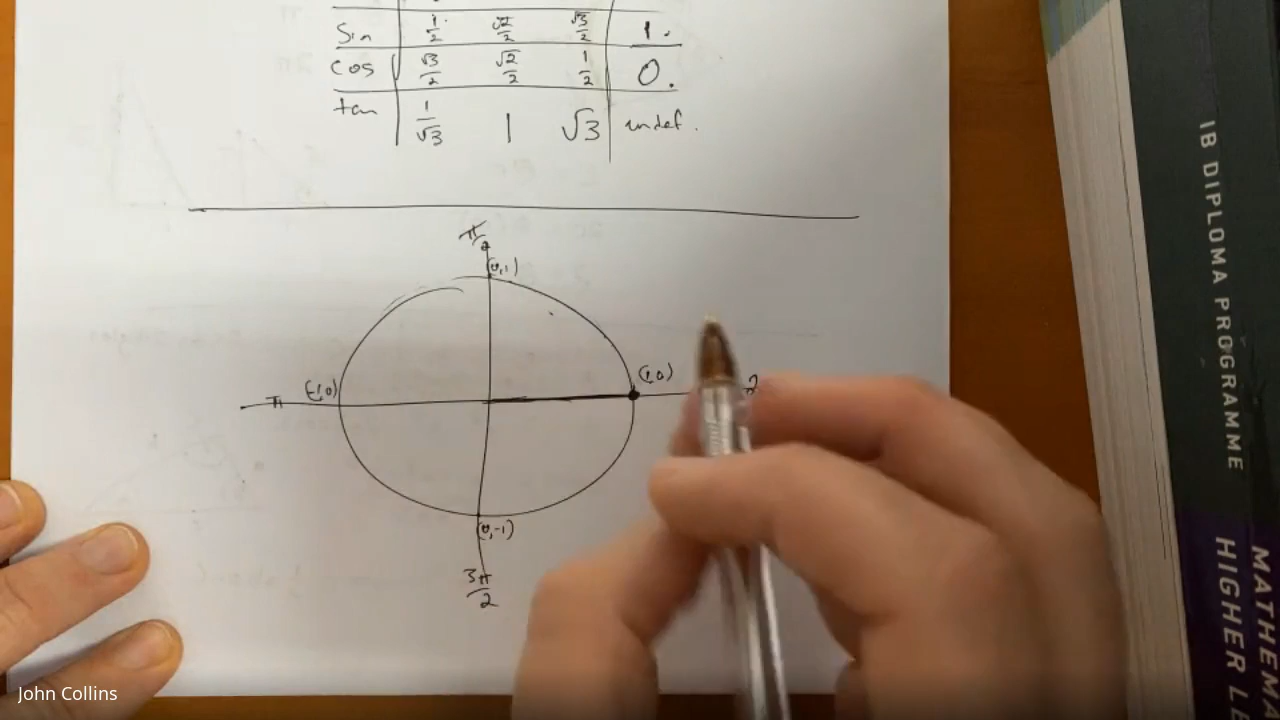 Sin 1/2 √2/2 √3/2 1.
cos √3/2 √2/2 1/2 0.
tan 1/√3 1 √3 undef.
π/2
(0,1)
(1,0)
(-1,0)
π
(0,-1)
3π/2
IB DIPLOMA PROGRAMME
MATHEMA
HIGHER LE
John Collins